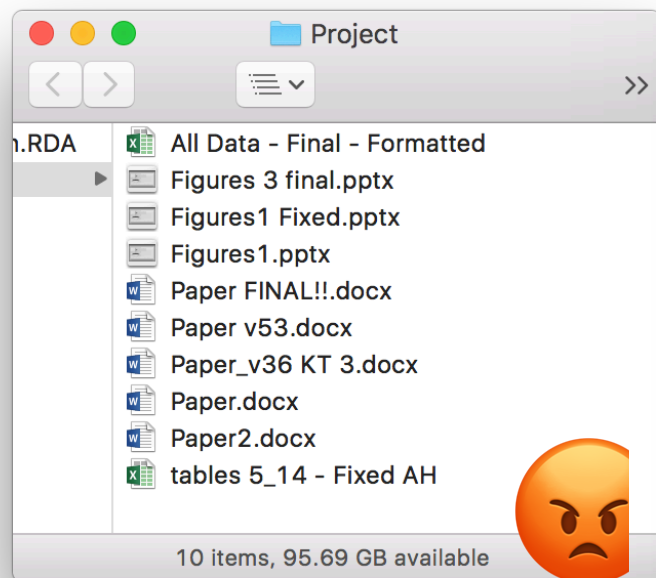 Project
n.RDA
All Data - Final - Formatted
Figures 3 final.pptx
Figures1 Fixed.pptx
Figures1.pptx
Paper FINAL!!.docx
Paper v53.docx
Paper_v36 KT 3.docx
Paper.docx
Paper2.docx
tables 5_14 - Fixed AH
10 items, 95.69 GB available